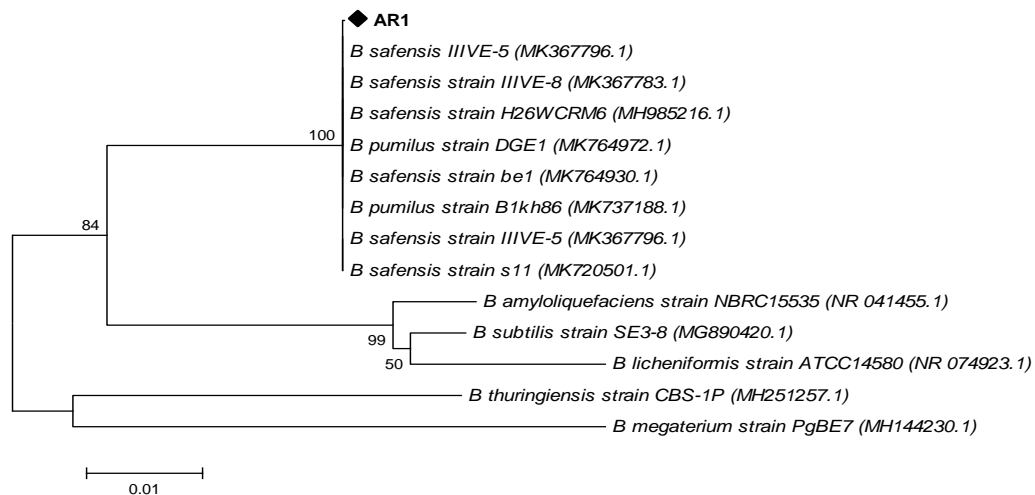 AR1
B safensis IIIVE-5 (MK367796.1)
B safensis strain IIIVE-8 (MK367783.1)
B safensis strain H26WCRM6 (MH985216.1)
100
B pumilus strain DGE1 (MK764972.1)
B safensis strain be1 (MK764930.1)
B pumilus strain B1kh86 (MK737188.1)
84
B safensis strain IIIVE-5 (MK367796.1)
B safensis strain s11 (MK720501.1)
B amyloliquefaciens strain NBRC15535 (NR 041455.1)
99
B subtilis strain SE3-8 (MG890420.1)
50
B licheniformis strain ATCC14580 (NR 074923.1)
B thuringiensis strain CBS-1P (MH251257.1)
B megaterium strain PgBE7 (MH144230.1)
0.01